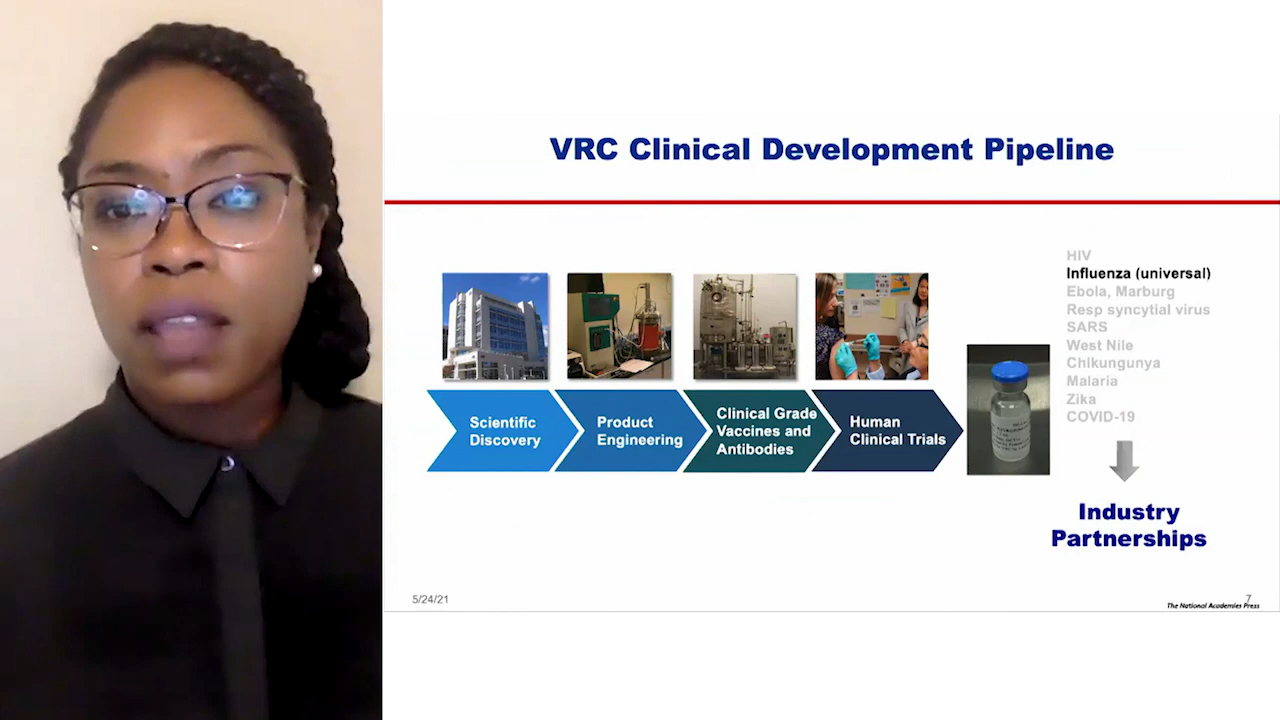 VRC Clinical Development Pipeline
HIV
Influenza (universal)
Ebola, Marburg
Resp syncytial virus
SARS
West Nile
Chikungunya
Malaria
Zika
COVID-19
Scientific
Discovery
Product
Engineering
Clinical Grade
Vaccines and
Antibodies
Human
Clinical Trials
Industry
Partnerships
5/24/21
7
The National Academies Press